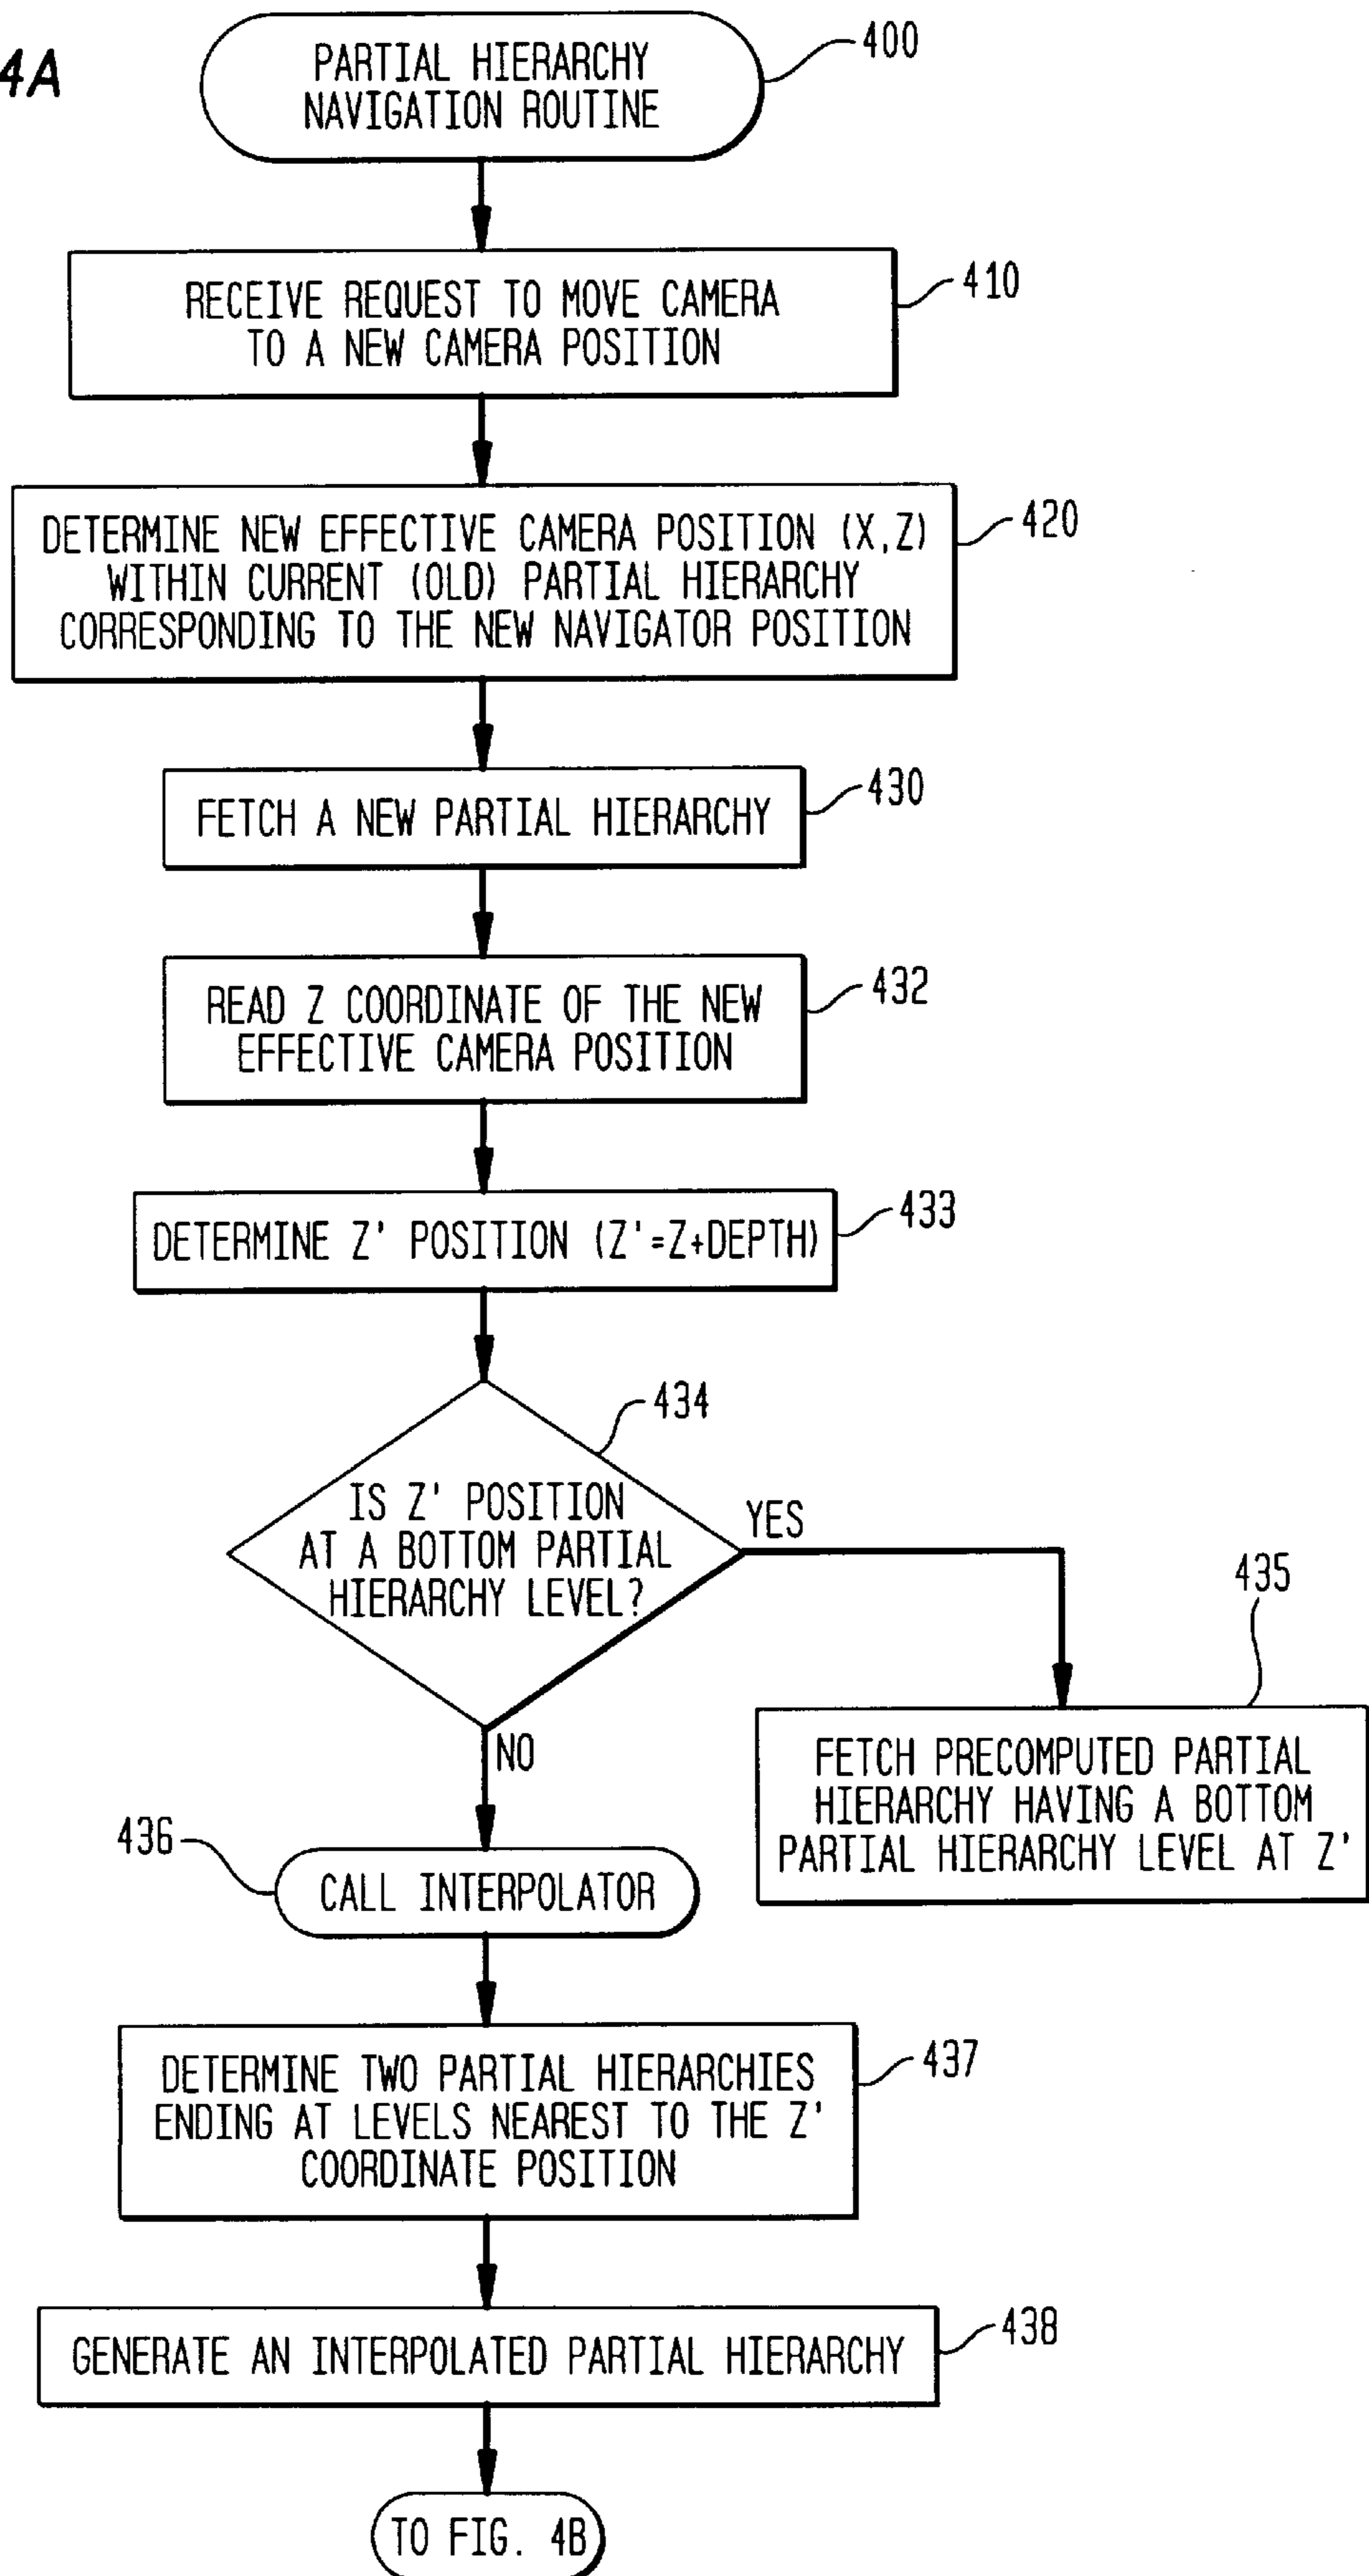 4A
PARTIAL HIERARCHY
NAVIGATION ROUTINE
400
RECEIVE REQUEST TO MOVE CAMERA
TO A NEW CAMERA POSITION
410
DETERMINE NEW EFFECTIVE CAMERA POSITION (X,Z)
WITHIN CURRENT (OLD) PARTIAL HIERARCHY
CORRESPONDING TO THE NEW NAVIGATOR POSITION
420
FETCH A NEW PARTIAL HIERARCHY
430
READ Z COORDINATE OF THE NEW
EFFECTIVE CAMERA POSITION
432
DETERMINE Z' POSITION (Z'=Z+DEPTH)
433
434
IS Z' POSITION
AT A BOTTOM PARTIAL
HIERARCHY LEVEL?
YES
435
FETCH PRECOMPUTED PARTIAL
HIERARCHY HAVING A BOTTOM
PARTIAL HIERARCHY LEVEL AT Z'
NO
436
CALL INTERPOLATOR
DETERMINE TWO PARTIAL HIERARCHIES
ENDING AT LEVELS NEAREST TO THE Z'
COORDINATE POSITION
437
GENERATE AN INTERPOLATED PARTIAL HIERARCHY
438
TO FIG. 4B